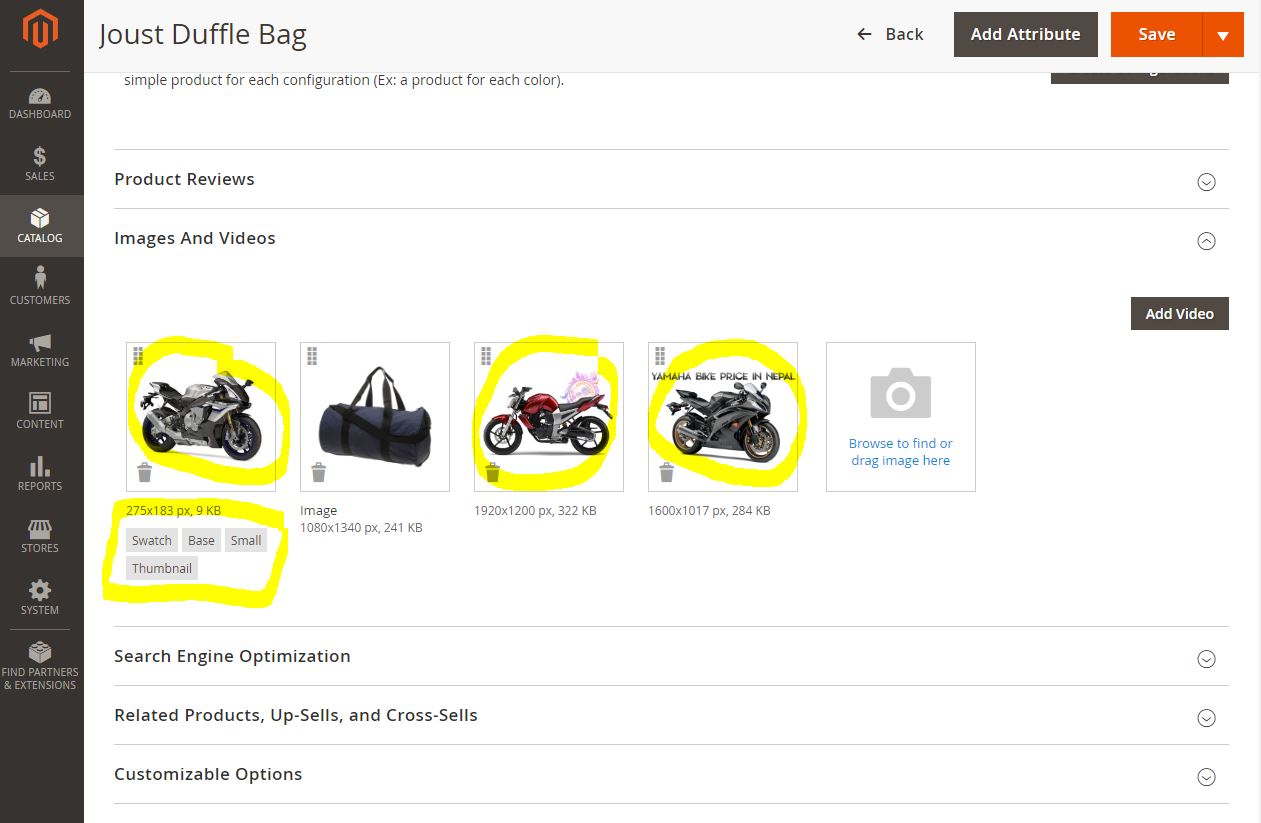 Joust Duffle Bag
Back
Add Attribute
Save
simple product for each configuration (Ex: a product for each color).
DASHBOARD
SALES
CATALOG
CUSTOMERS
MARKETING
CONTENT
REPORTS
STORES
SYSTEM
FIND PARTNERS
& EXTENSIONS
Product Reviews
Images And Videos
Add Video
YAMAHA BIKE PRICE IN NEPAL
Browse to find or
drag image here
275x183 px, 9 KB
Swatch Base Small
Thumbnail
Image
1080x1340 px, 241 KB
1920x1200 px, 322 KB
1600x1017 px, 284 KB
Search Engine Optimization
Related Products, Up-Sells, and Cross-Sells
Customizable Options